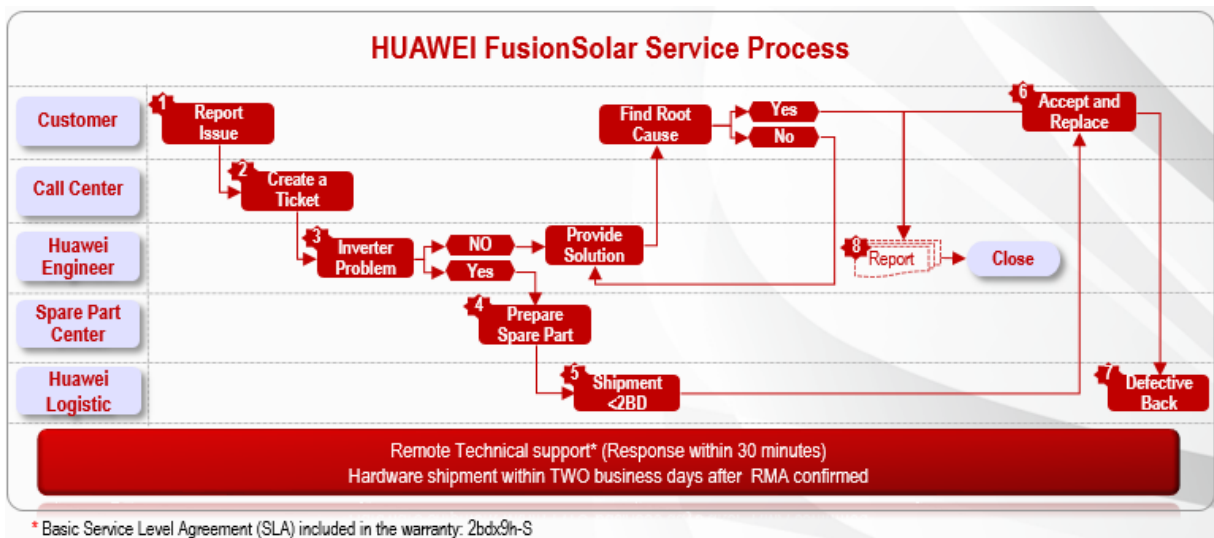 HUAWEI FusionSolar Service Process
Customer
1
Report
Issue
Find Root
Cause
Yes
No
6
Accept and
Replace
Call Center
2
Create a
Ticket
Huawei
Engineer
3
Inverter
Problem
NO
Yes
Provide
Solution
8
Report
Close
Spare Part
Center
4
Prepare
Spare Part
Huawei
Logistic
5
Shipment
<2BD
7
Defective
Back
Remote Technical support* (Response within 30 minutes)
Hardware shipment within TWO business days after RMA confirmed
* Basic Service Level Agreement (SLA) included in the warranty: 2bdx9h-S